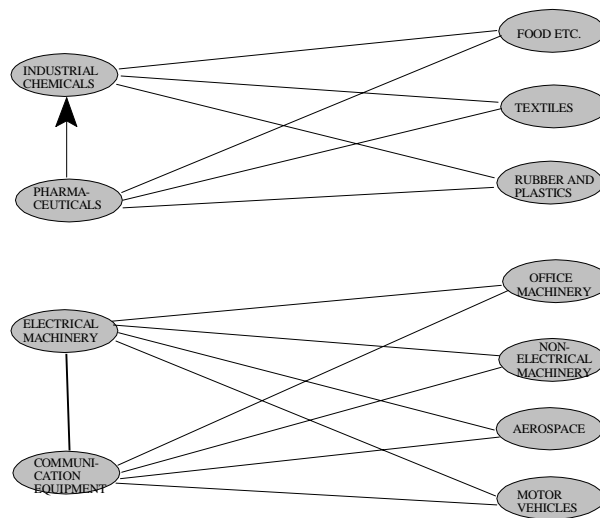 FOOD ETC.
INDUSTRIAL
CHEMICALS
TEXTILES
PHARMA-
CEUTICALS
RUBBER AND
PLASTICS
OFFICE
MACHINERY
ELECTRICAL
MACHINERY
NON-
ELECTRICAL
MACHINERY
AEROSPACE
COMMUNI-
CATION
EQUIPMENT
MOTOR
VEHICLES